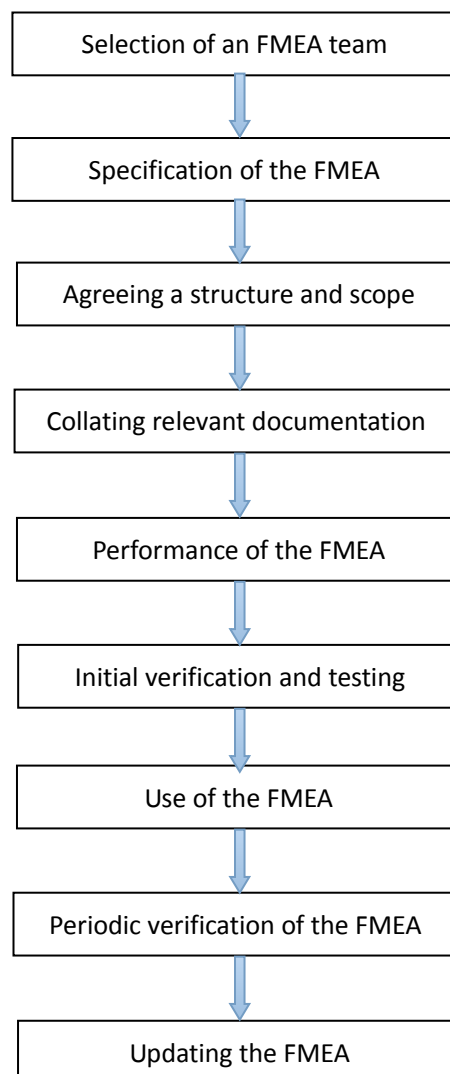 Selection of an FMEA team
Specification of the FMEA
Agreeing a structure and scope
Collating relevant documentation
Performance of the FMEA
Initial verification and testing
Use of the FMEA
Periodic verification of the FMEA
Updating the FMEA